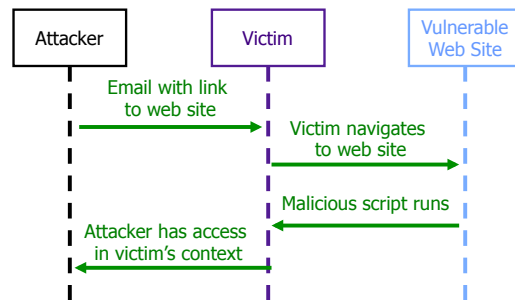 Attacker
Victim
Vulnerable
Web Site
Email with link
to web site
Victim navigates
to web site
Malicious script runs
Attacker has access
in victim’s context